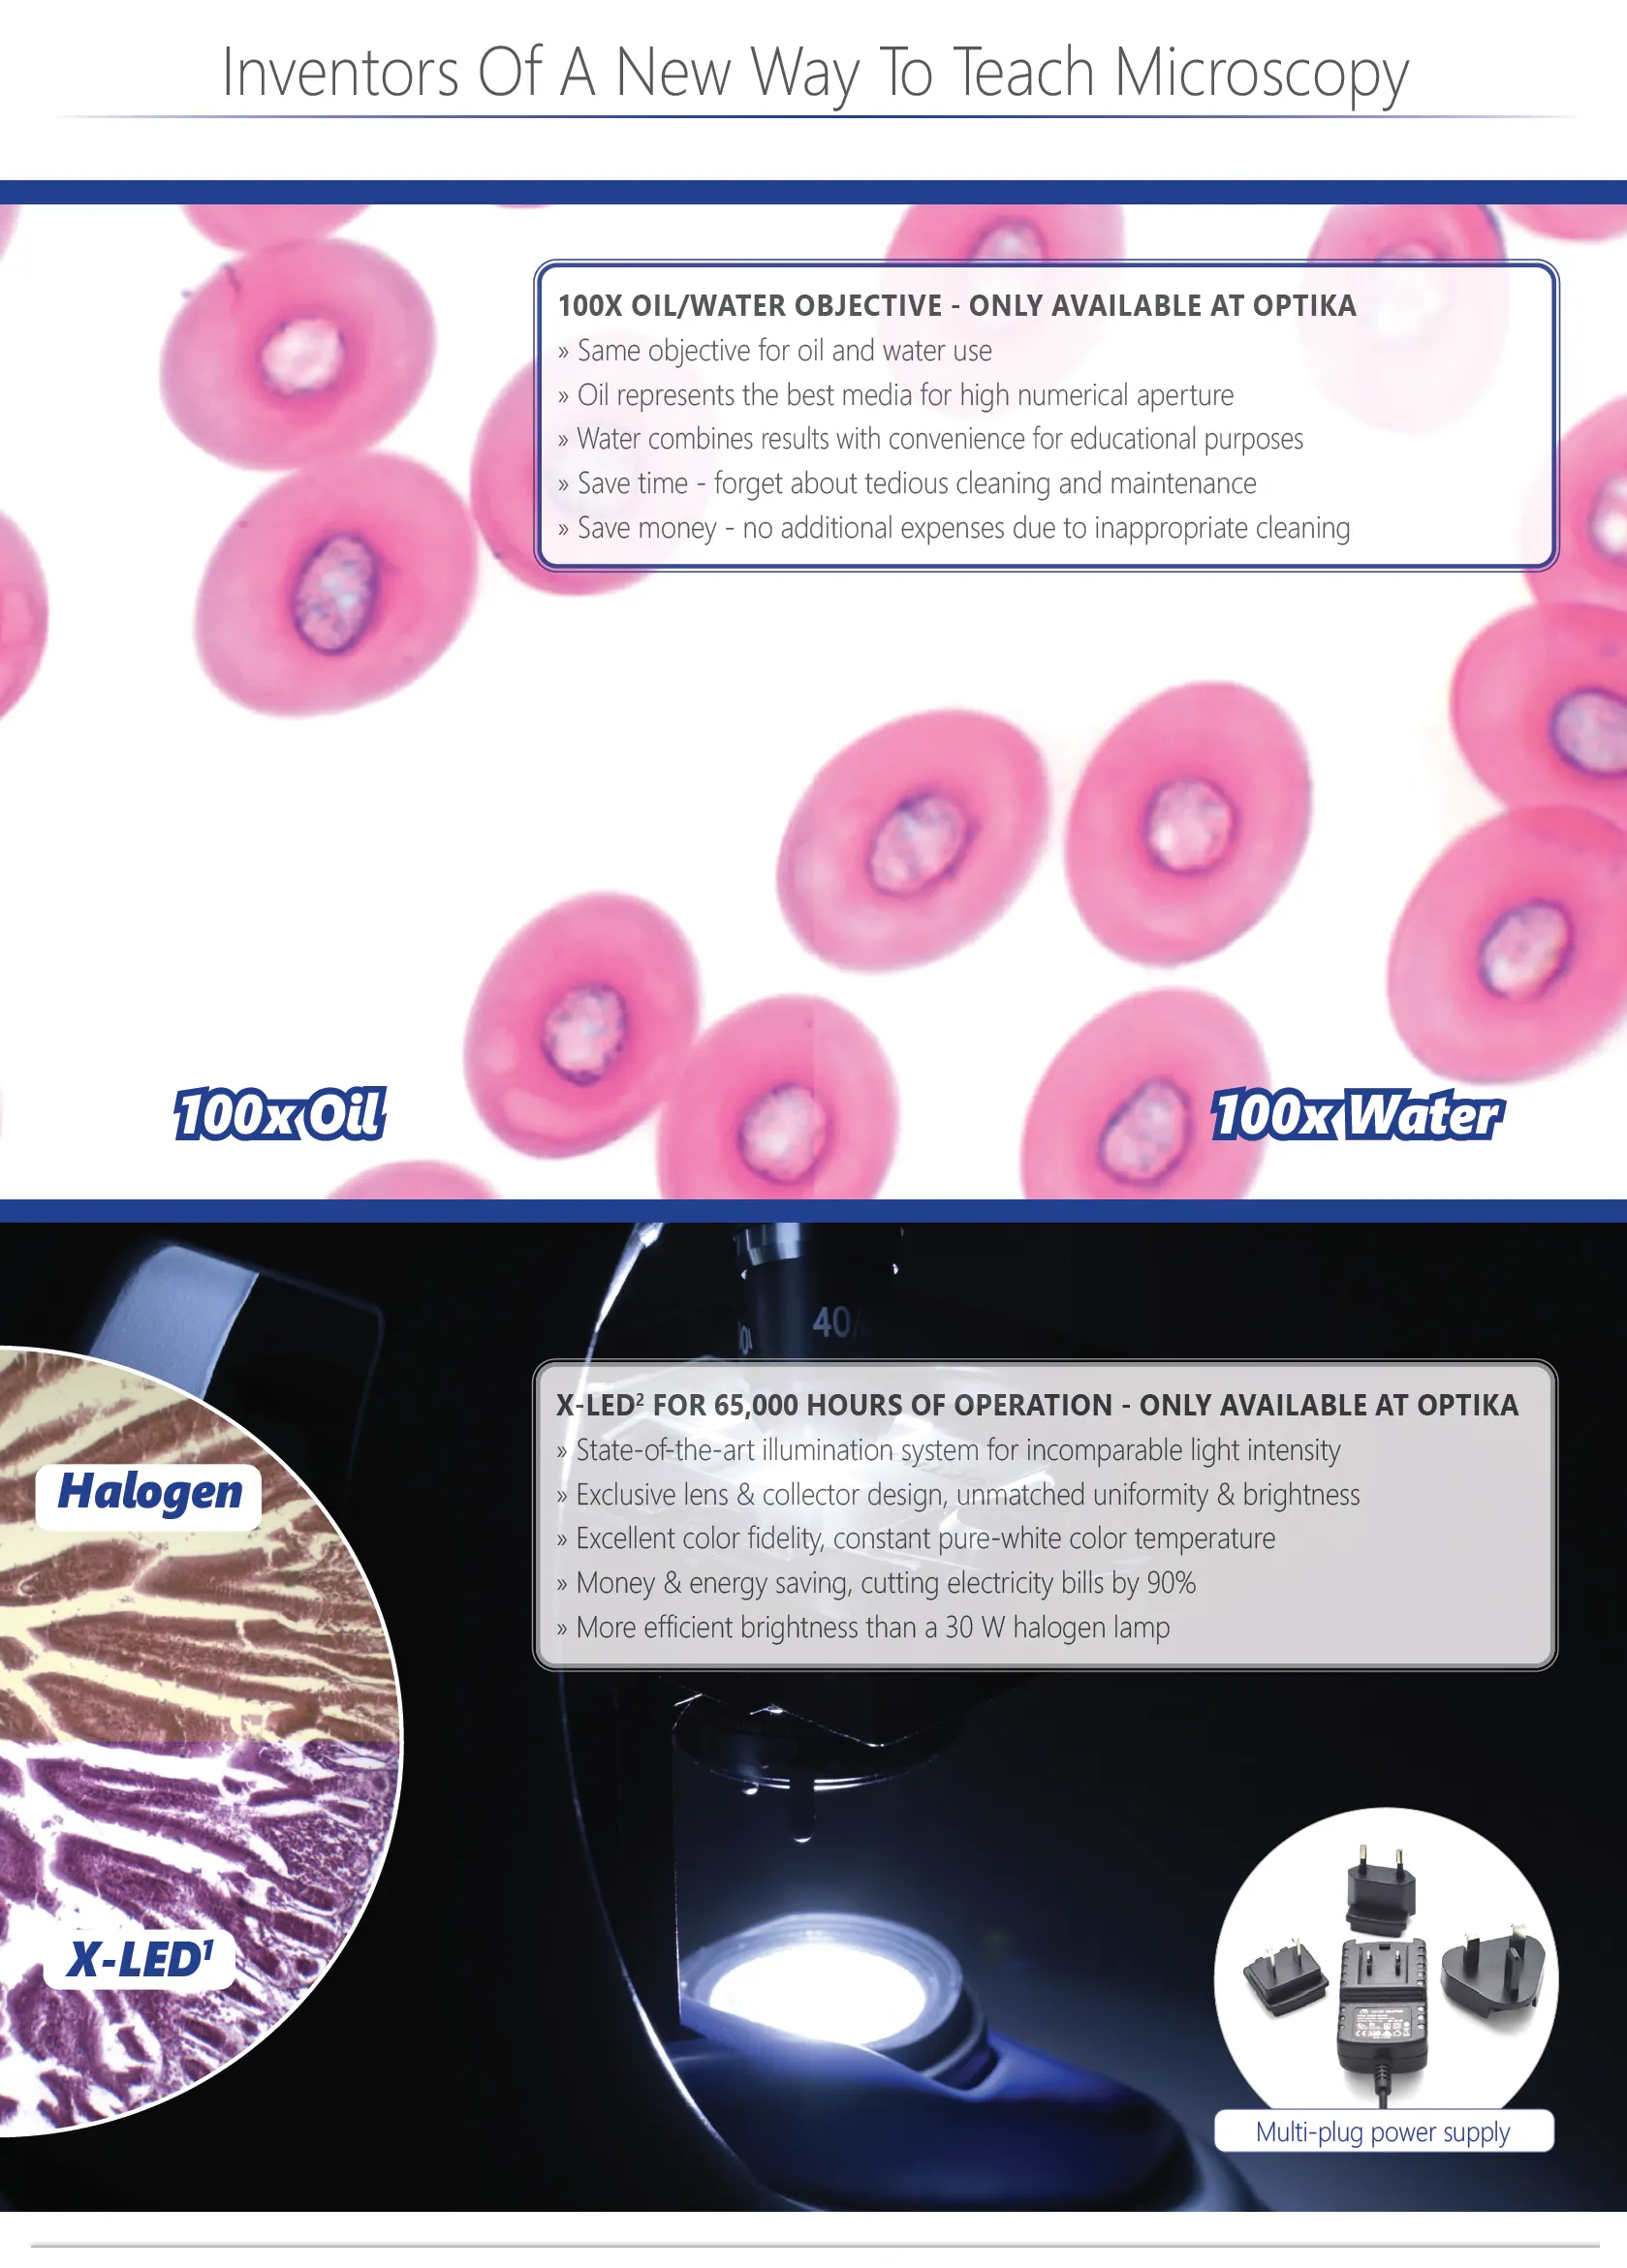 Inventors Of A New Way To Teach Microscopy
100X OIL/WATER OBJECTIVE - ONLY AVAILABLE AT OPTIKA
» Same objective for oil and water use
» Oil represents the best media for high numerical aperture
» Water combines results with convenience for educational purposes
» Save time - forget about tedious cleaning and maintenance
» Save money - no additional expenses due to inappropriate cleaning
100x Oil
100x Water
40/
X-LED² FOR 65,000 HOURS OF OPERATION - ONLY AVAILABLE AT OPTIKA
» State-of-the-art illumination system for incomparable light intensity
» Exclusive lens & collector design, unmatched uniformity & brightness
» Excellent color fidelity, constant pure-white color temperature
» Money & energy saving, cutting electricity bills by 90%
» More efficient brightness than a 30 W halogen lamp
Halogen
X-LED¹
Multi-plug power supply